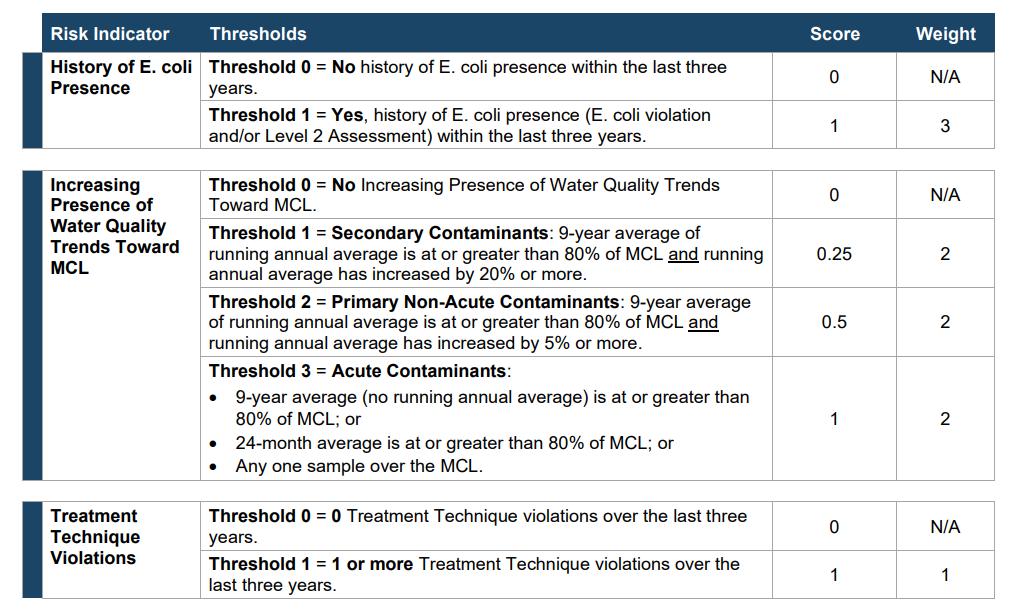 Risk Indicator Thresholds Score Weight
History of E. coli Presence
Threshold 0 = No history of E. coli presence within the last three
years.
0 N/A
Threshold 1 = Yes, history of E. coli presence (E. coli violation
and/or Level 2 Assessment) within the last three years.
1 3
Increasing
Presence of
Water Quality
Trends Toward
MCL
Threshold 0 = No Increasing Presence of Water Quality Trends
Toward MCL.
0 N/A
Threshold 1 = Secondary Contaminants: 9-year average of
running annual average is at or greater than 80% of MCL and running
annual average has increased by 20% or more.
0.25 2
Threshold 2 = Primary Non-Acute Contaminants: 9-year average
of running annual average is at or greater than 80% of MCL and
running annual average has increased by 5% or more.
0.5 2
Threshold 3 = Acute Contaminants:
• 9-year average (no running annual average) is at or greater than
80% of MCL; or
• 24-month average is at or greater than 80% of MCL; or
• Any one sample over the MCL.
1 2
Treatment
Technique
Violations
Threshold 0 = 0 Treatment Technique violations over the last three
years.
0 N/A
Threshold 1 = 1 or more Treatment Technique violations over the
last three years.
1 1